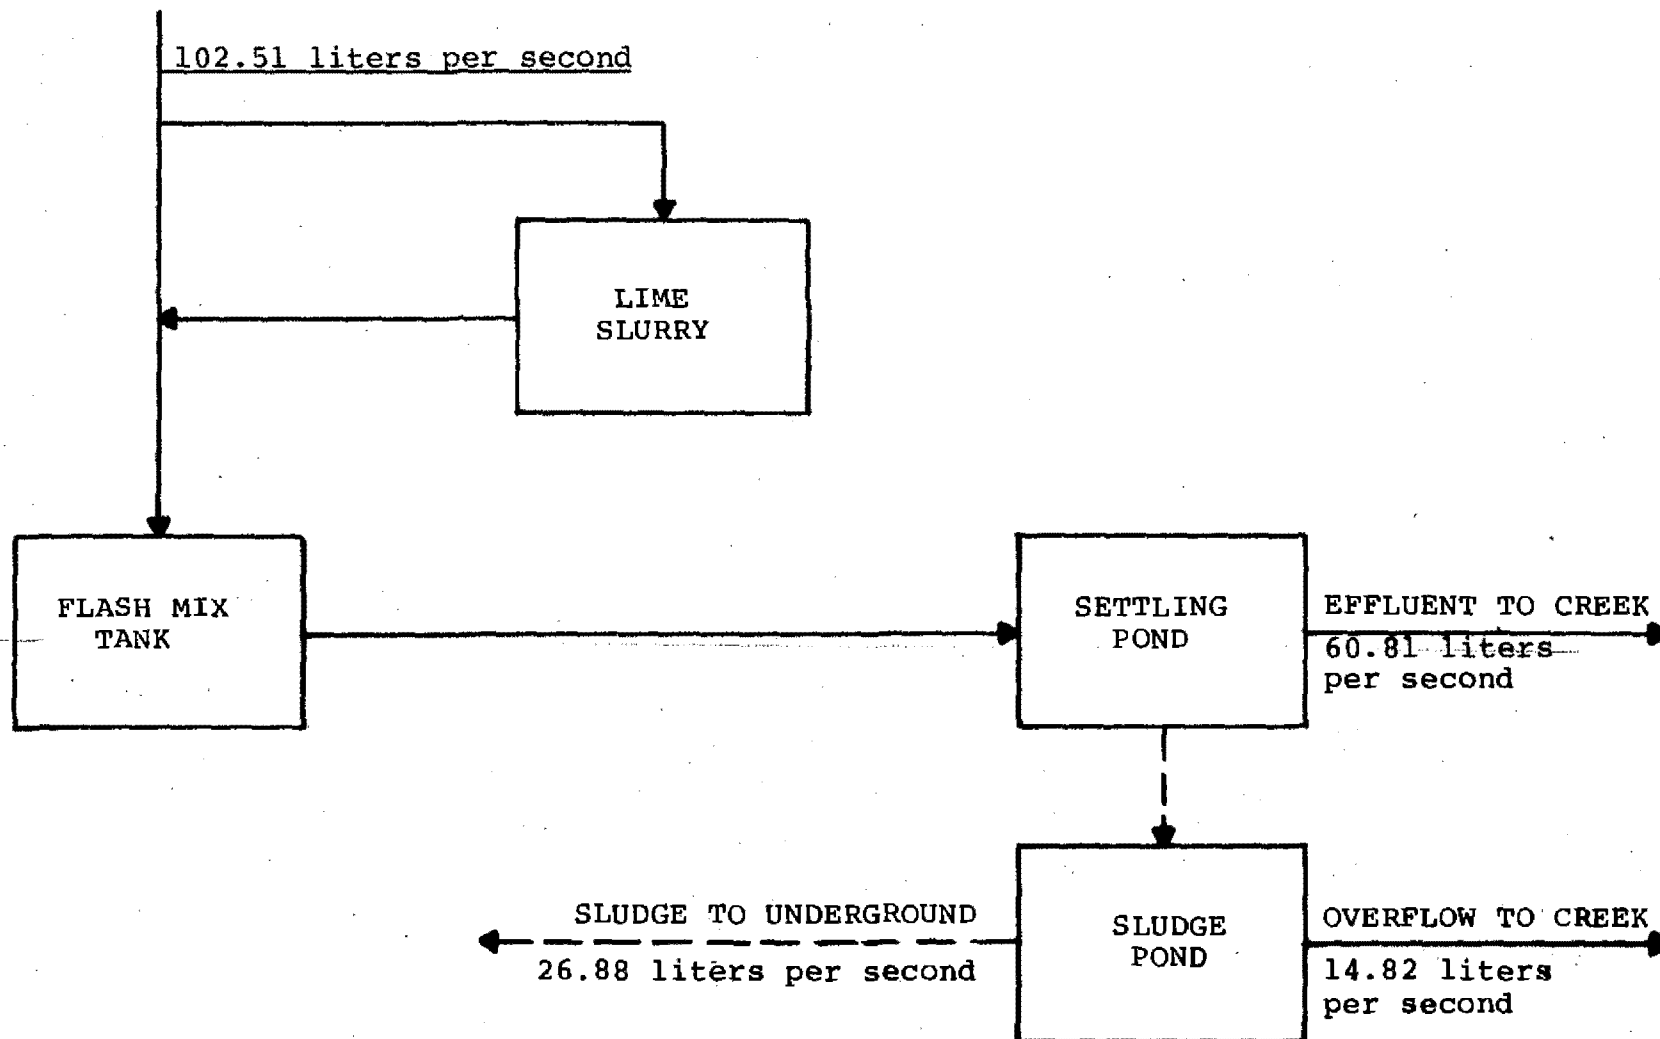 102.51 liters per second
LIME
SLURRY
FLASH MIX
TANK
SETTLING
POND
EFFLUENT TO CREEK
60.81 liters
per second
SLUDGE TO UNDERGROUND
26.88 liters per second
SLUDGE
POND
OVERFLOW TO CREEK
14.82 liters
per second